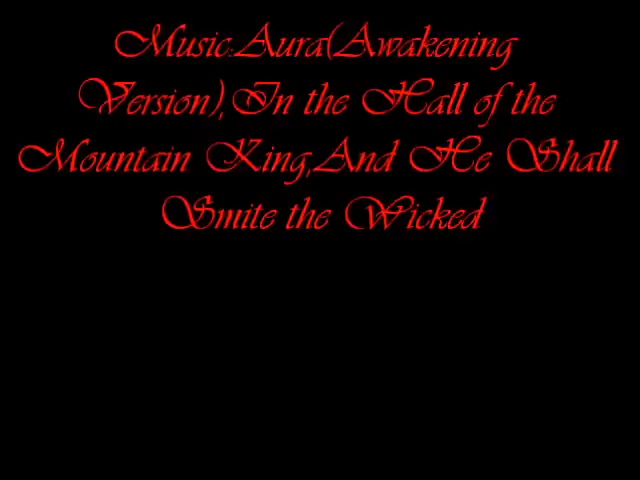 Music:Aura(Awakening
Version),In the Hall of the
Mountain King,And He Shall
Smite the Wicked